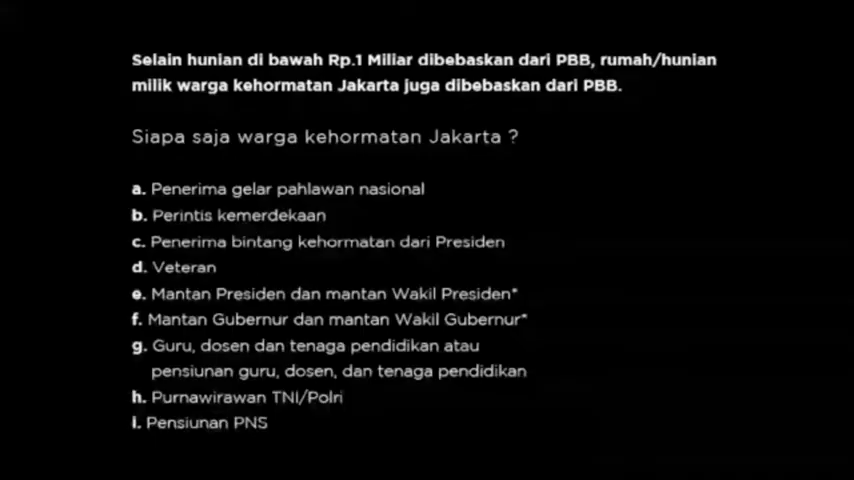 Selain hunian di bawah Rp.1 Miliar dibebaskan dari PBB, rumah/hunian
milik warga kehormatan Jakarta juga dibebaskan dari PBB.
Siapa saja warga kehormatan Jakarta ?
a. Penerima gelar pahlawan nasional
b. Perintis kemerdekaan
c. Penerima bintang kehormatan dari Presiden
d. Veteran
e. Mantan Presiden dan mantan Wakil Presiden*
f. Mantan Gubernur dan mantan Wakil Gubernur*
g. Guru, dosen dan tenaga pendidikan atau
pensiunan guru, dosen, dan tenaga pendidikan
h. Purnawirawan TNI/Polri
i. Pensiunan PNS